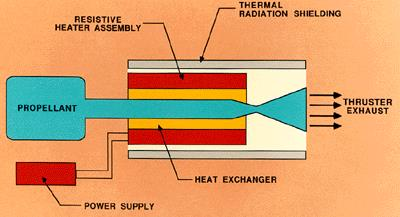 RESISTIVE
HEATER ASSEMBLY
THERMAL
RADIATION SHIELDING
PROPELLANT
THRUSTER
EXHAUST
HEAT EXCHANGER
POWER SUPPLY